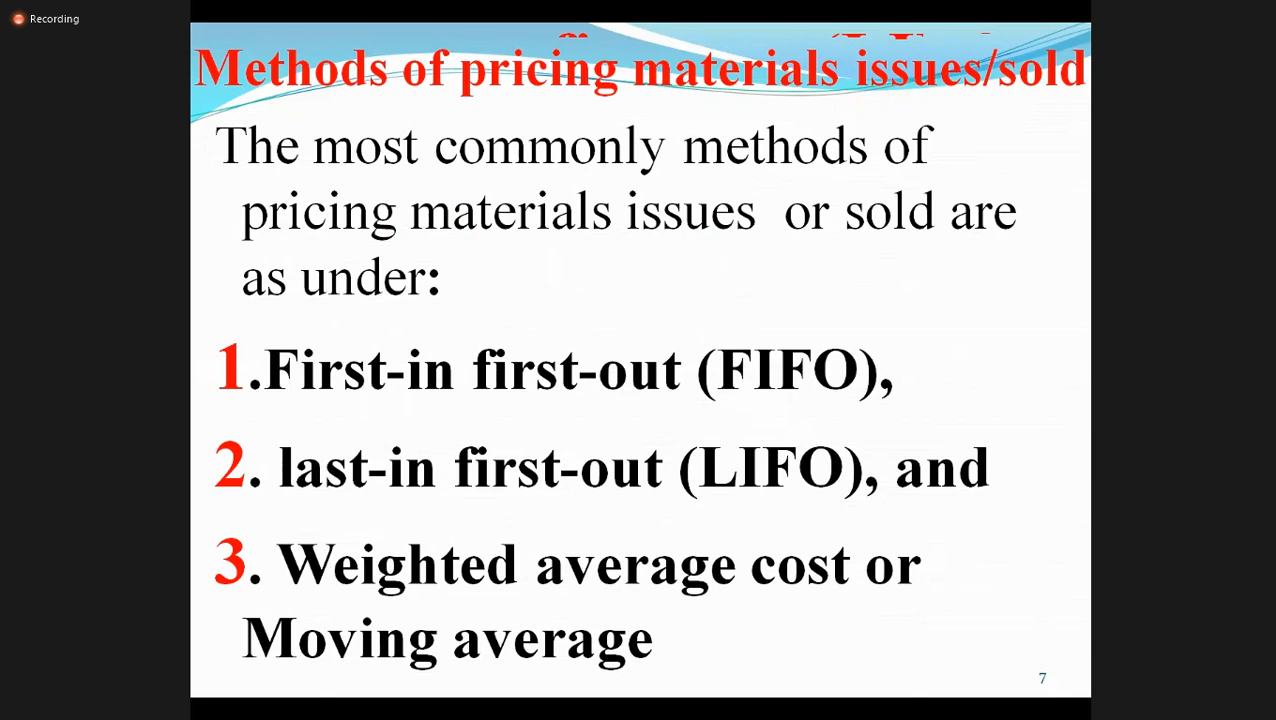 Recording
Methods of pricing materials issues/sold
The most commonly methods of
pricing materials issues or sold are
as under:
1.First-in first-out (FIFO),
2. last-in first-out (LIFO), and
3. Weighted average cost or
Moving average
7